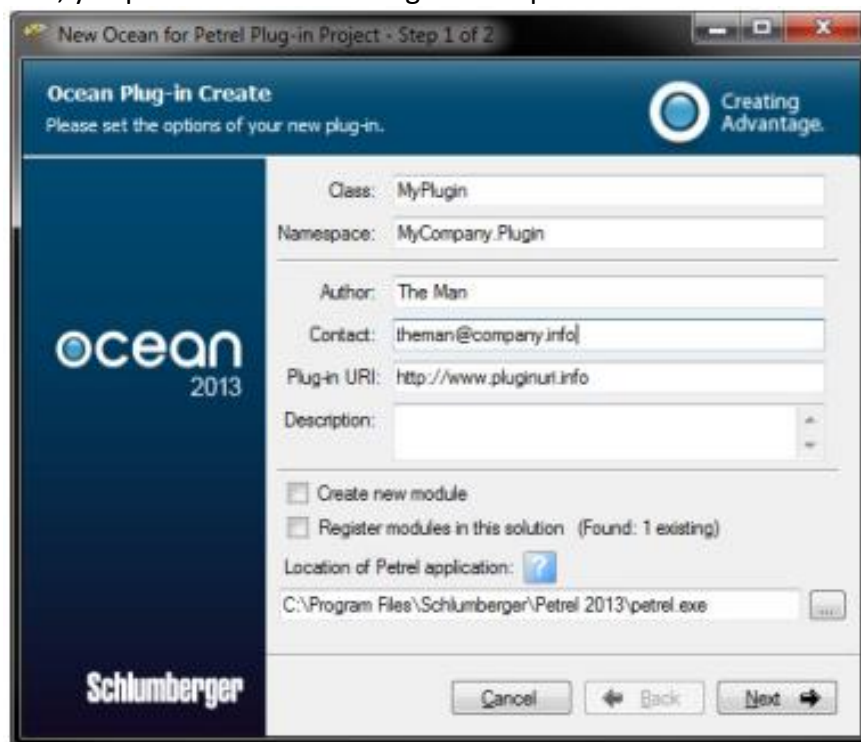 New Ocean for Petrel Plug-in Project - Step 1 of 2
Ocean Plug-in Create
Please set the options of your new plug-in.
Creating
Advantage.
Class: MyPlugin
Namespace: MyCompany.Plugin
Author: The Man
Contact: theman@company.info
Plug-in URI: http://www.pluginuri.info
Description:
ocean
2013
Create new module
Register modules in this solution (Found: 1 existing)
Location of Petrel application: ?
C:\Program Files\Schlumberger\Petrel 2013\petrel.exe ...
Schlumberger
Cancel Back Next